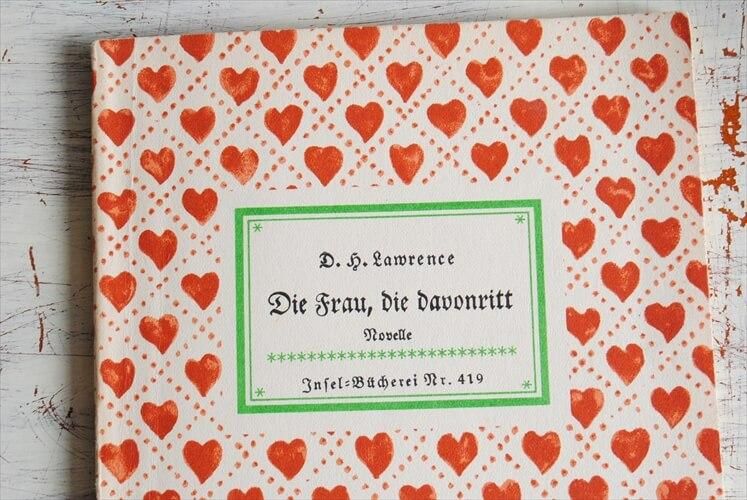 D. H. Lawrence
Die Frau, die davonritt
Novelle
************************
Inſel=Bücherei Nr. 419